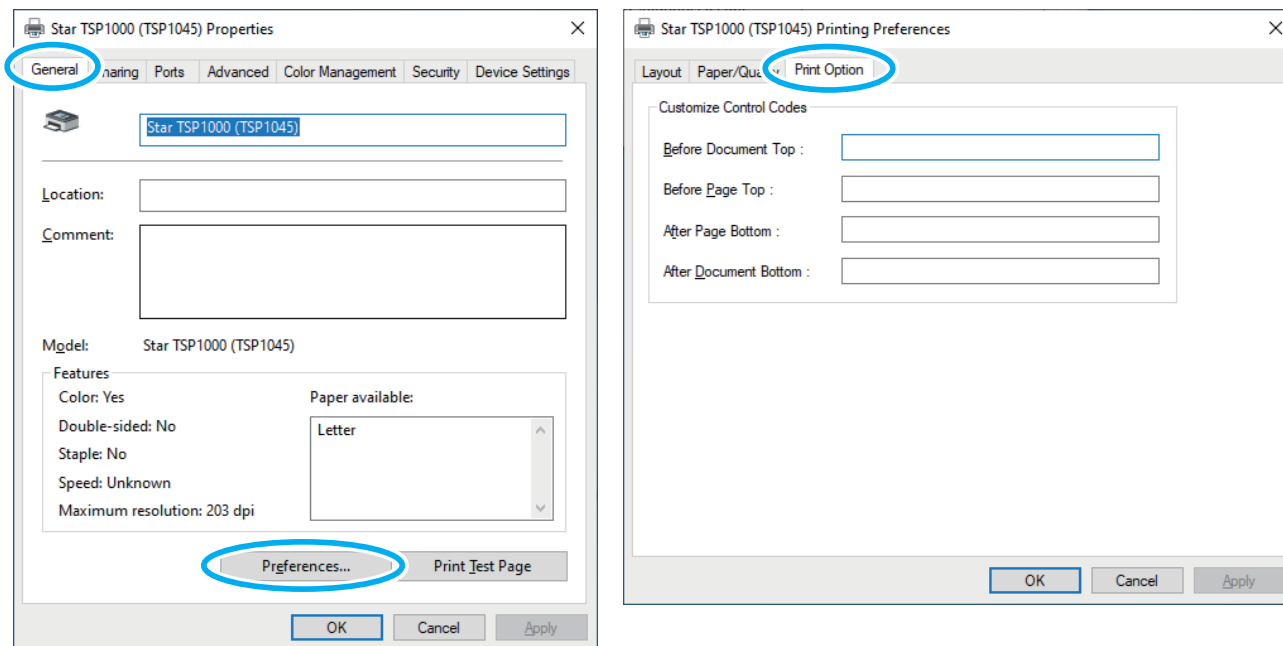 Star TSP1000 (TSP1045) Properties
General
Sharing
Ports
Advanced
Color Management
Security
Device Settings
Star TSP1000 (TSP1045)
Location:
Comment:
Model:
Star TSP1000 (TSP1045)
Features
Color: Yes
Double-sided: No
Staple: No
Speed: Unknown
Maximum resolution: 203 dpi
Paper available:
Letter
Preferences...
Print Test Page
OK
Cancel
Apply
Star TSP1000 (TSP1045) Printing Preferences
Layout
Paper/Quality
Print Option
Customize Control Codes
Before Document Top :
Before Page Top :
After Page Bottom :
After Document Bottom :
OK
Cancel
Apply